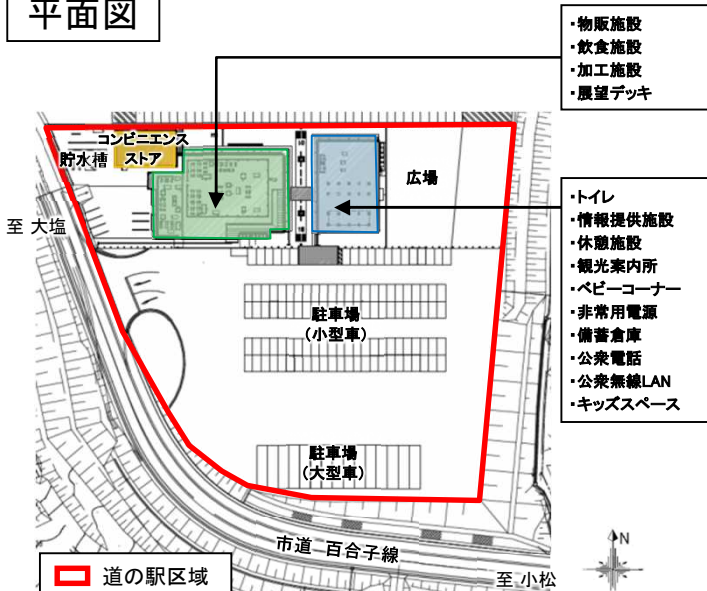 平面図
・物販施設
・飲食施設
・加工施設
・展望デッキ
コンビニエンス
ストア
貯水槽
広場
至 大塩
・トイレ
・情報提供施設
・休憩施設
・観光案内所
・ベビーコーナー
・非常用電源
・備蓄倉庫
・公衆電話
・公衆無線LAN
・キッズスペース
駐車場
(小型車)
駐車場
(大型車)
市道 百合子線
至 小松
N
道の駅区域